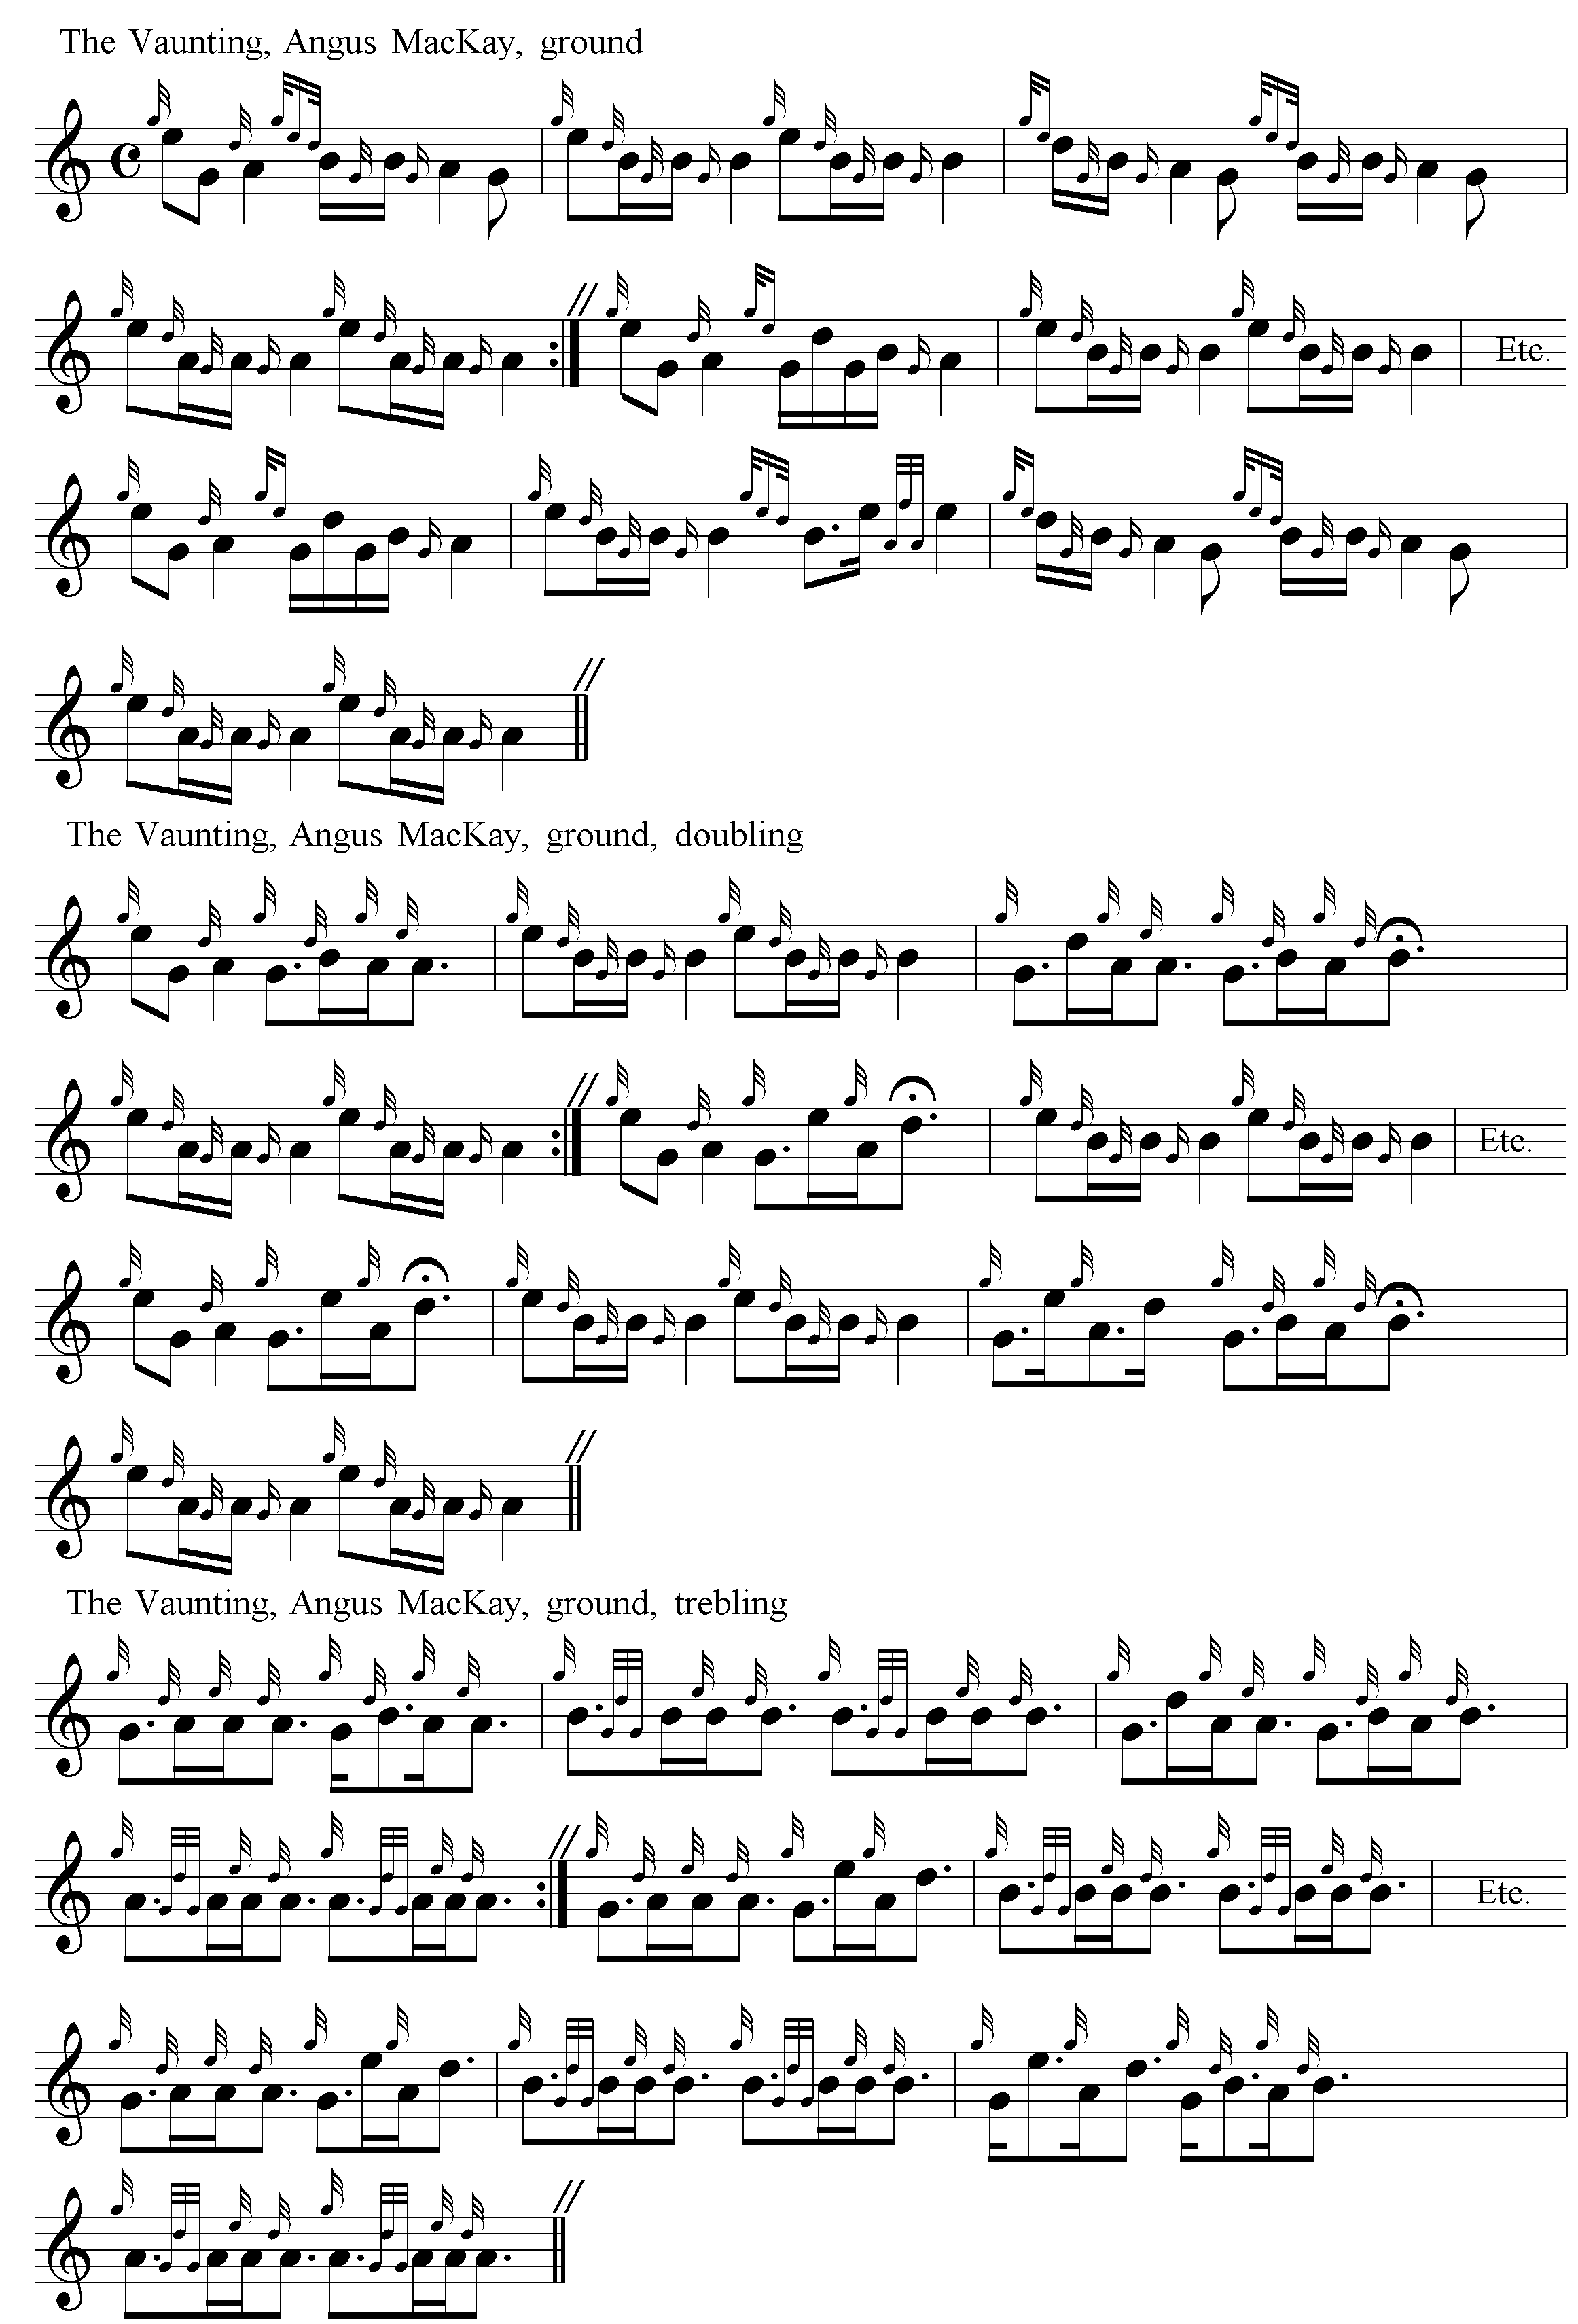 The Vaunting, Angus MacKay, ground
Etc.
The Vaunting, Angus MacKay, ground, doubling
Etc.
The Vaunting, Angus MacKay, ground, trebling
Etc.